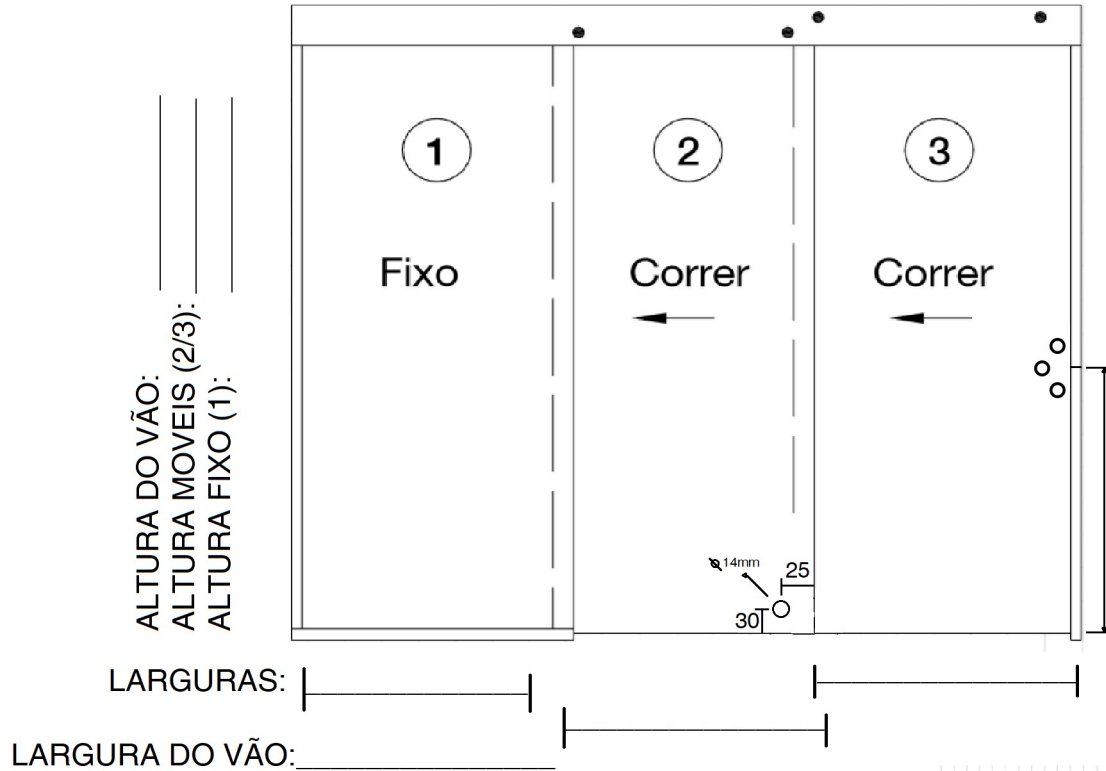 1
2
3
Fixo
Correr
Correr
ALTURA DO VÃO:
ALTURA MOVEIS (2/3):
ALTURA FIXO (1):
14mm
25
30
LARGURAS:
LARGURA DO VÃO: